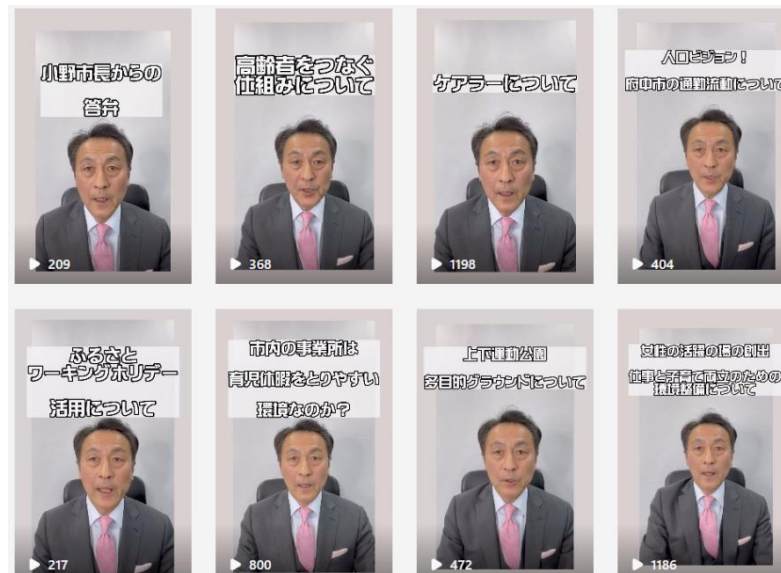 小野市長からの
答弁
209
高齢者をつなぐ
仕組みについて
368
ケアラーについて
1198
人口ビジョン！
府中市の通勤流動について
404
ふるさと
ワーキングホリデー
活用について
217
市内の事業所は
育児休暇をとりやすい
環境なのか？
800
上下運動公園
多目的グラウンドについて
472
女性の活躍の場の創出
仕事と子育て両立のための
環境整備について
1186